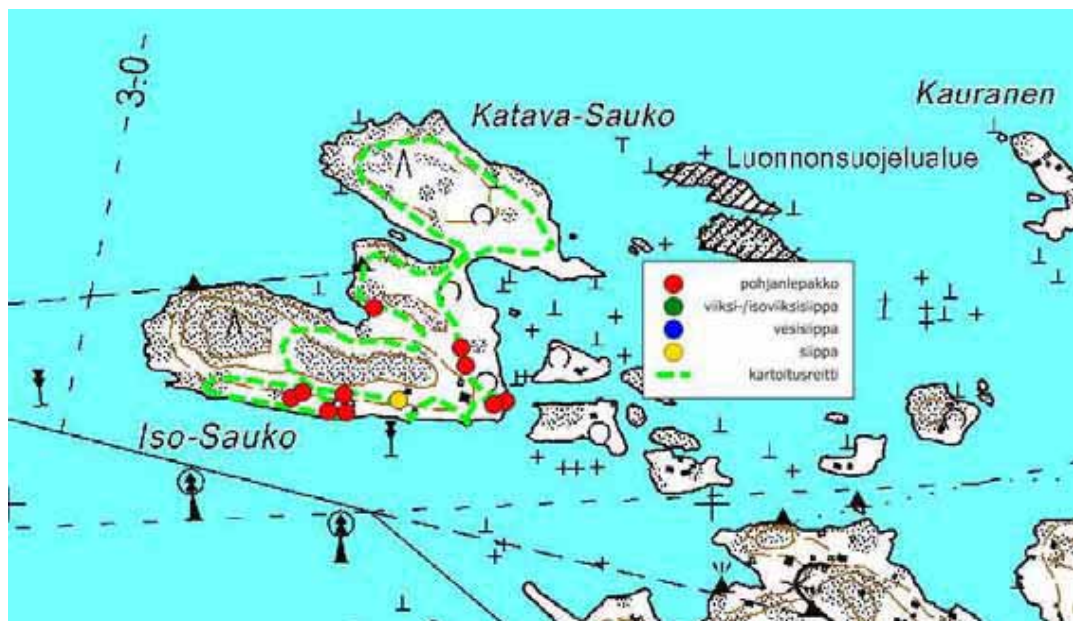 3.0
Katava-Sauko
Kauranen
Luonnonsuojelualue
pohjanlepakko
viiksi-/isoviiksisiippa
vesisiippa
siippa
kartoitusreitti
Iso-Sauko